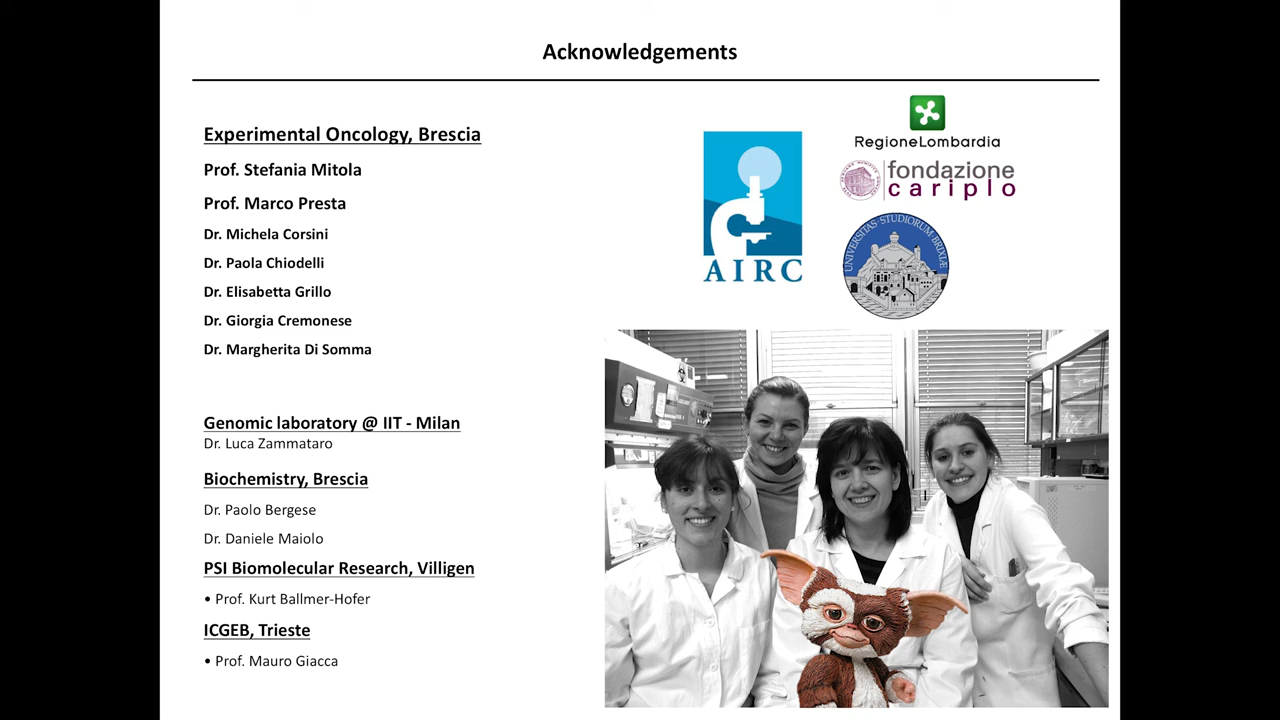 Acknowledgements
Experimental Oncology, Brescia
Prof. Stefania Mitola
Prof. Marco Presta
Dr. Michela Corsini
Dr. Paola Chiodelli
Dr. Elisabetta Grillo
Dr. Giorgia Cremonese
Dr. Margherita Di Somma
Genomic laboratory @ IIT - Milan
Dr. Luca Zammataro
Biochemistry, Brescia
Dr. Paolo Bergese
Dr. Daniele Maiolo
PSI Biomolecular Research, Villigen
• Prof. Kurt Ballmer-Hofer
ICGEB, Trieste
• Prof. Mauro Giacca
AIRC
RegioneLombardia
fondazione
cariplo
UNIVERSITAS · STUDIORUM · BRIXIÆ